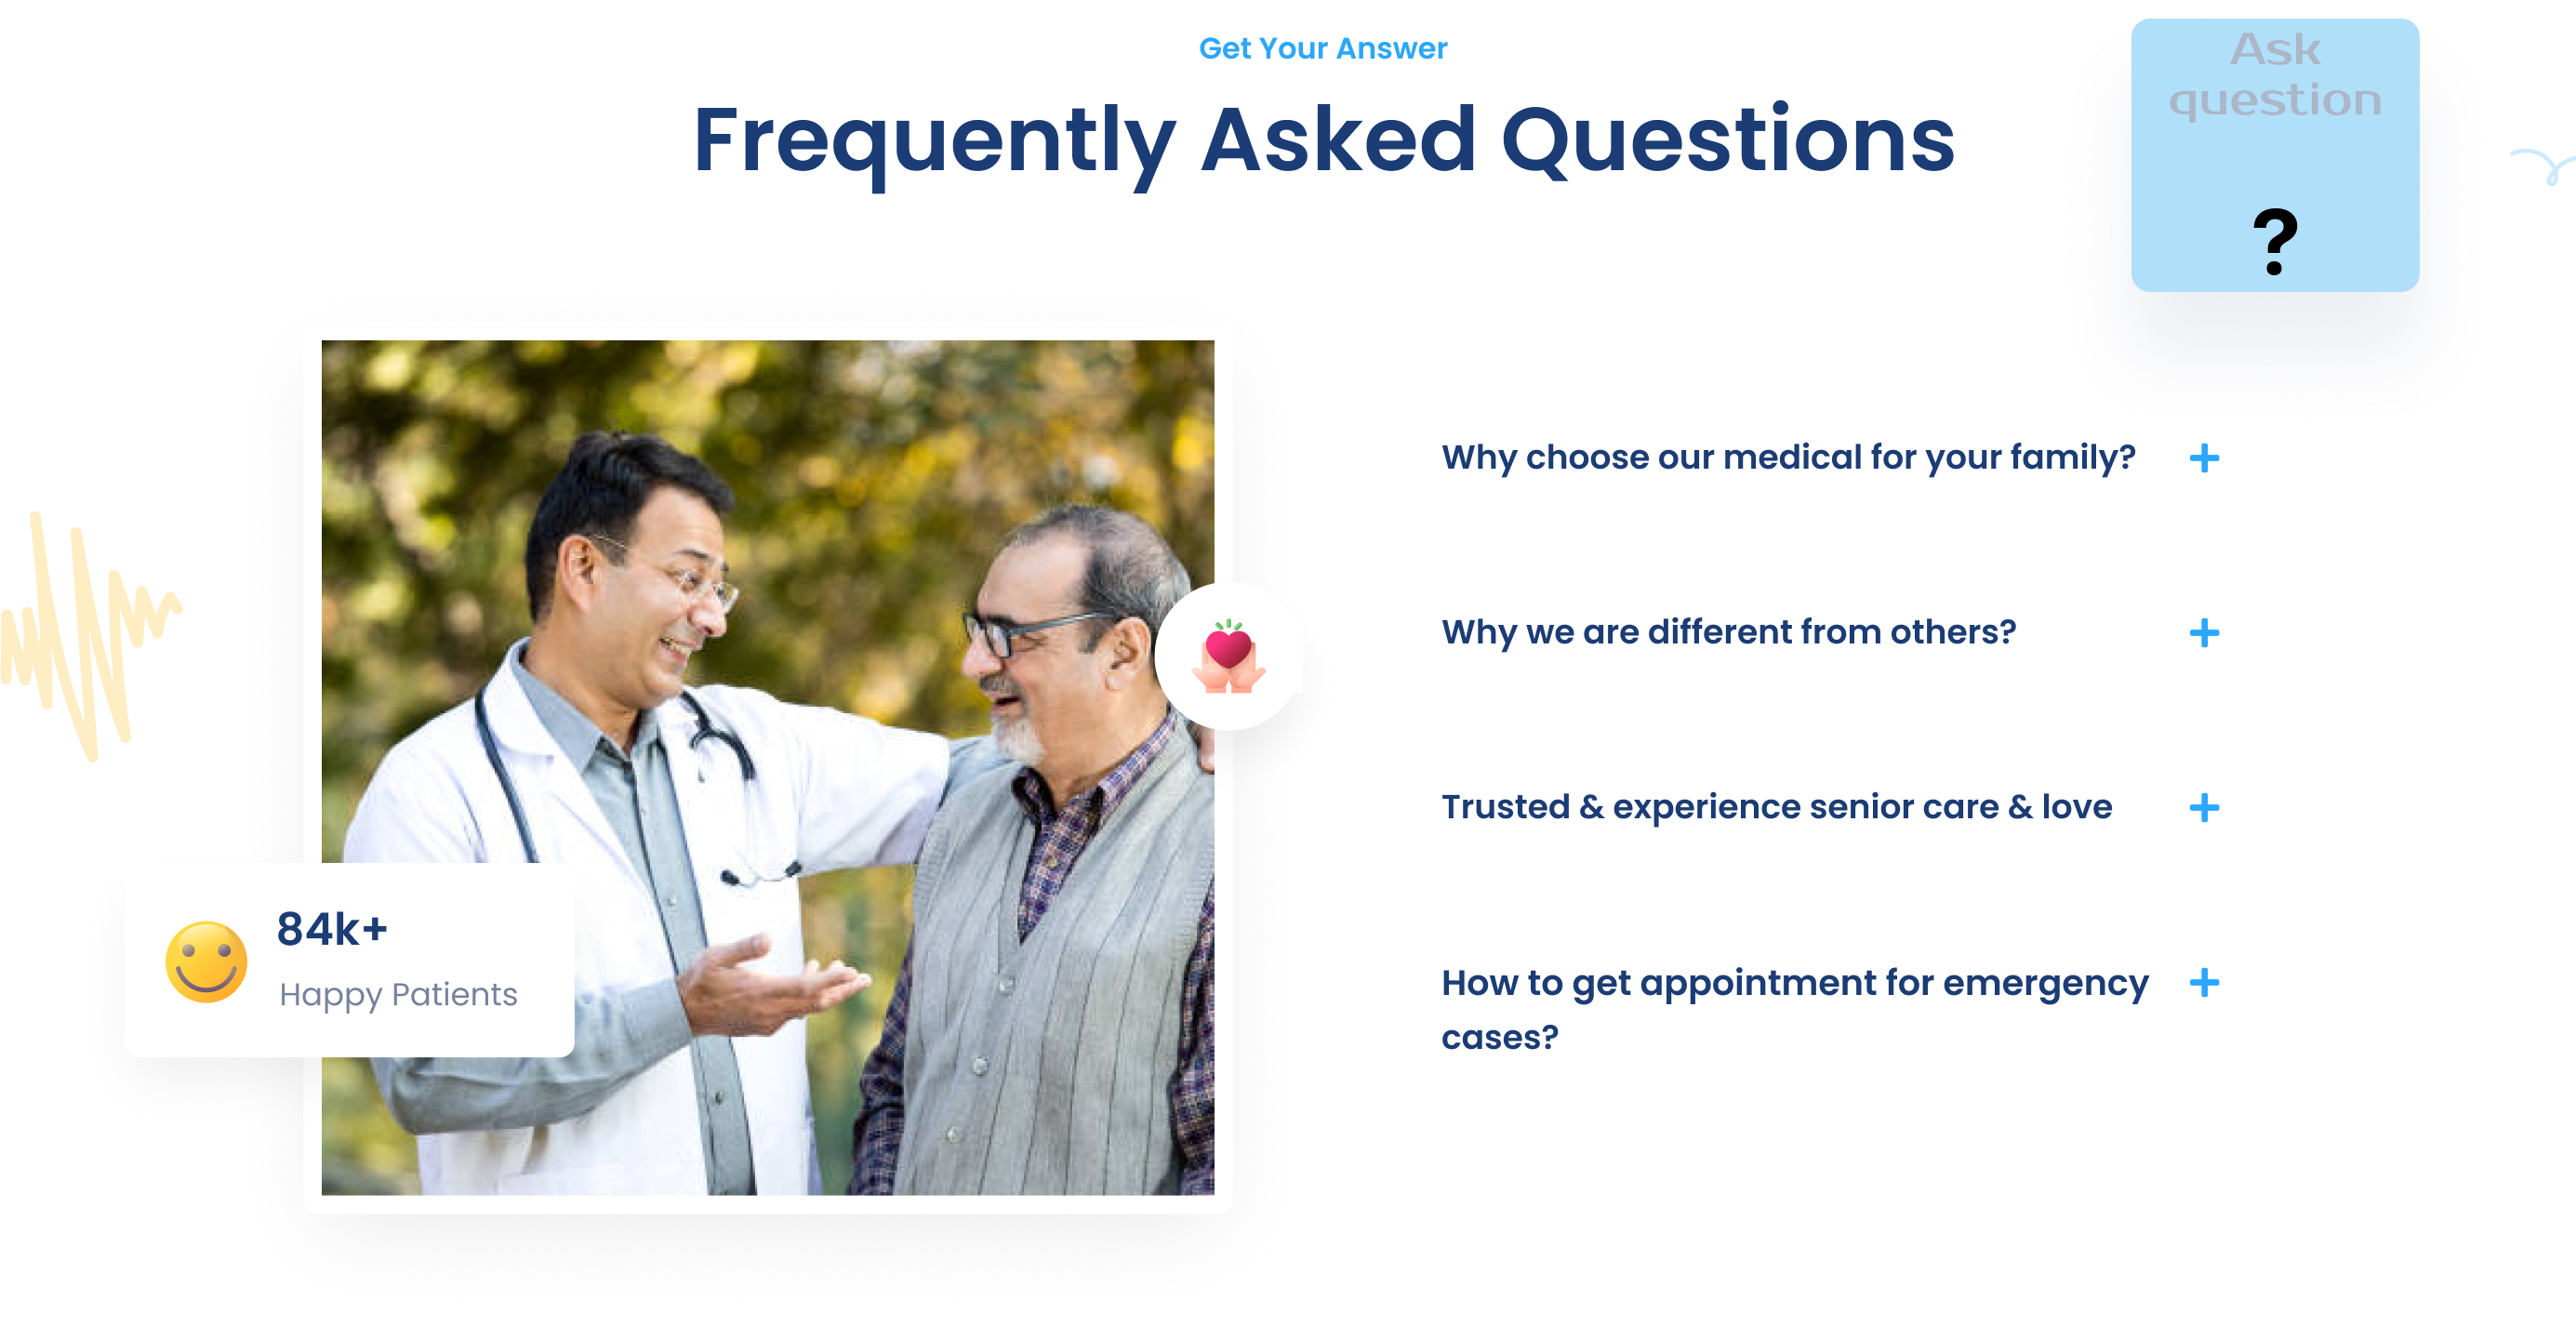 Get Your Answer
Frequently Asked Questions
Ask
question
?
Why choose our medical for your family?
Why we are different from others?
Trusted & experience senior care & love
How to get appointment for emergency
cases?
84k+
Happy Patients